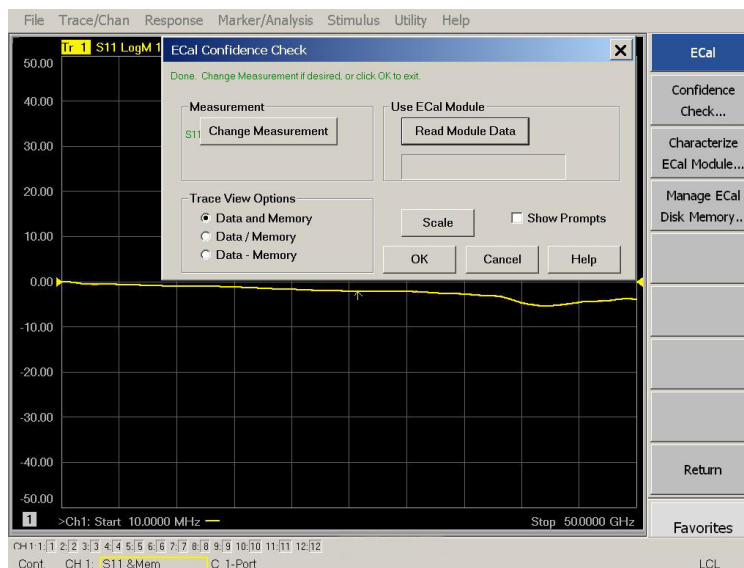 File Trace/Chan Response Marker/Analysis Stimulus Utility Help
Tr 1 S11 LogM 1
ECal Confidence Check
Done. Change Measurement if desired, or click OK to exit.
Measurement
S11
Change Measurement
Use ECal Module
Read Module Data
Trace View Options
Data and Memory
Data / Memory
Data - Memory
Scale
Show Prompts
OK Cancel Help
50.00
40.00
30.00
20.00
10.00
0.00
-10.00
-20.00
-30.00
-40.00
-50.00
1 >Ch1: Start 10.0000 MHz Stop 50.0000 GHz
ECal
Confidence
Check...
Characterize
ECal Module...
Manage ECal
Disk Memory..
Return
Favorites
CH 1-1: 1 2: 2 3: 3 4: 4 5: 5 6: 6 7: 7 8: 8 9: 9 10: 10 11: 11 12: 12
Cont. CH 1: S11 &Mem C 1-Port LCL